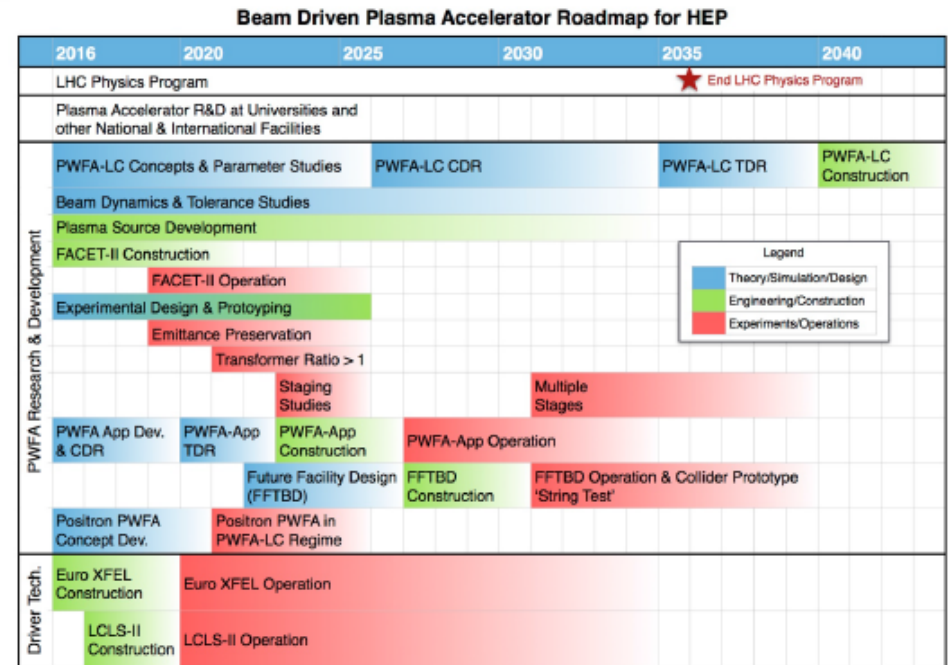 Beam Driven Plasma Accelerator Roadmap for HEP
2016 2020 2025 2030 2035 2040
LHC Physics Program
End LHC Physics Program
Plasma Accelerator R&D at Universities and
other National & International Facilities
PWFA Research & Development
PWFA-LC Concepts & Parameter Studies
PWFA-LC CDR
PWFA-LC TDR
PWFA-LC
Construction
Beam Dynamics & Tolerance Studies
Plasma Source Development
FACET-II Construction
FACET-II Operation
Experimental Design & Protoyping
Emittance Preservation
Transformer Ratio > 1
Staging
Studies
Multiple
Stages
PWFA App Dev.
& CDR
PWFA-App
TDR
PWFA-App
Construction
PWFA-App Operation
Future Facility Design
(FFTBD)
FFTBD
Construction
FFTBD Operation & Collider Prototype
'String Test'
Positron PWFA
Concept Dev.
Positron PWFA in
PWFA-LC Regime
Legend
Theory/Simulation/Design
Engineering/Construction
Experiments/Operations
Driver Tech.
Euro XFEL
Construction
Euro XFEL Operation
LCLS-II
Construction
LCLS-II Operation